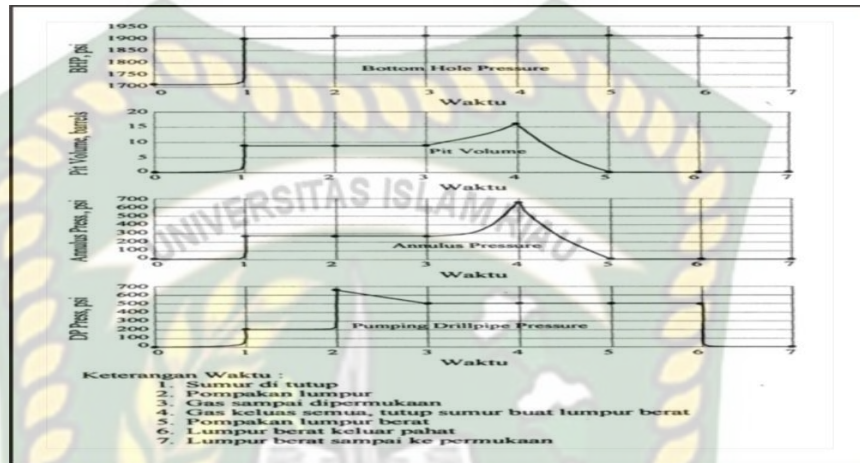 1950
1900
1850
1800
1750
1700
BHP, psi
Bottom Hole Pressure
0 1 2 3 4 5 6 7
Waktu
20
15
10
5
0
Pit Volume, barrels
Pit Volume
0 1 2 3 4 5 6 7
Waktu
700
600
500
400
300
200
100
0
Annulus Press, psi
UNIVERSITAS ISLAM RIAU
Annulus Pressure
0 1 2 3 4 5 6 7
Waktu
700
600
500
400
300
200
100
0
DP Press, psi
Pumping Drillpipe Pressure
0 1 2 3 4 5 6 7
Waktu
Keterangan Waktu :
1. Sumur di tutup
2. Pompakan lumpur
3. Gas sampai dipermukaan
4. Gas keluas semua, tutup sumur buat lumpur berat
5. Pompakan lumpur berat
6. Lumpur berat keluar pahat
7. Lumpur berat sampai ke permukaan